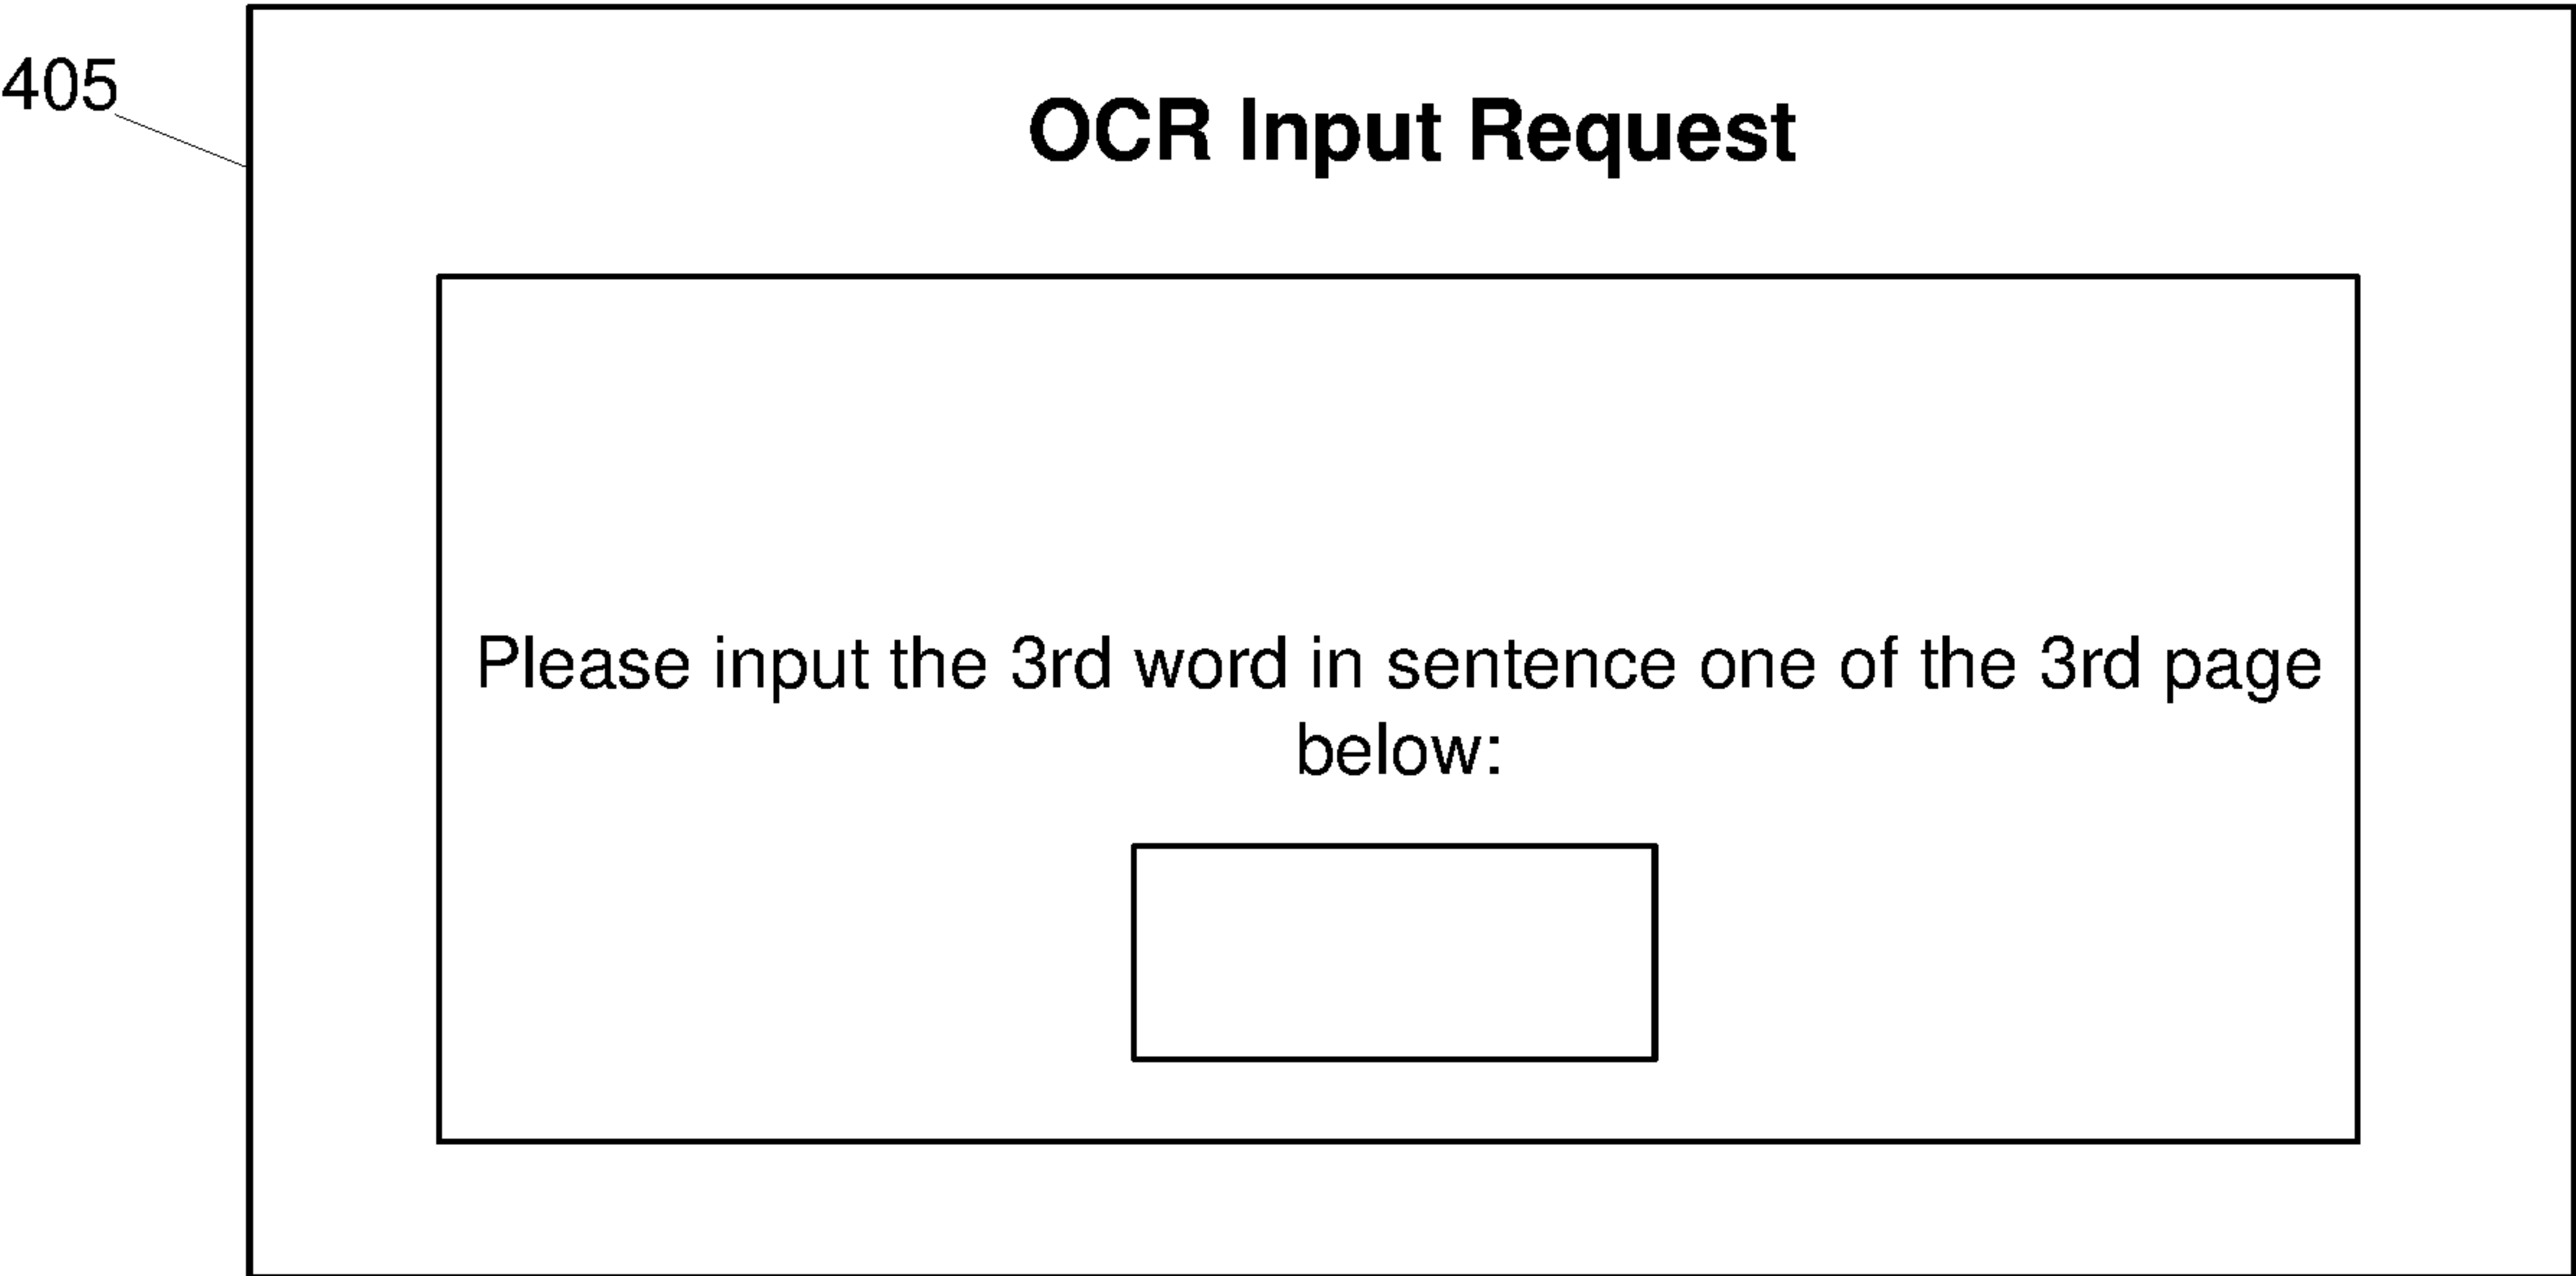 405
OCR Input Request
Please input the 3rd word in sentence one of the 3rd page
below: